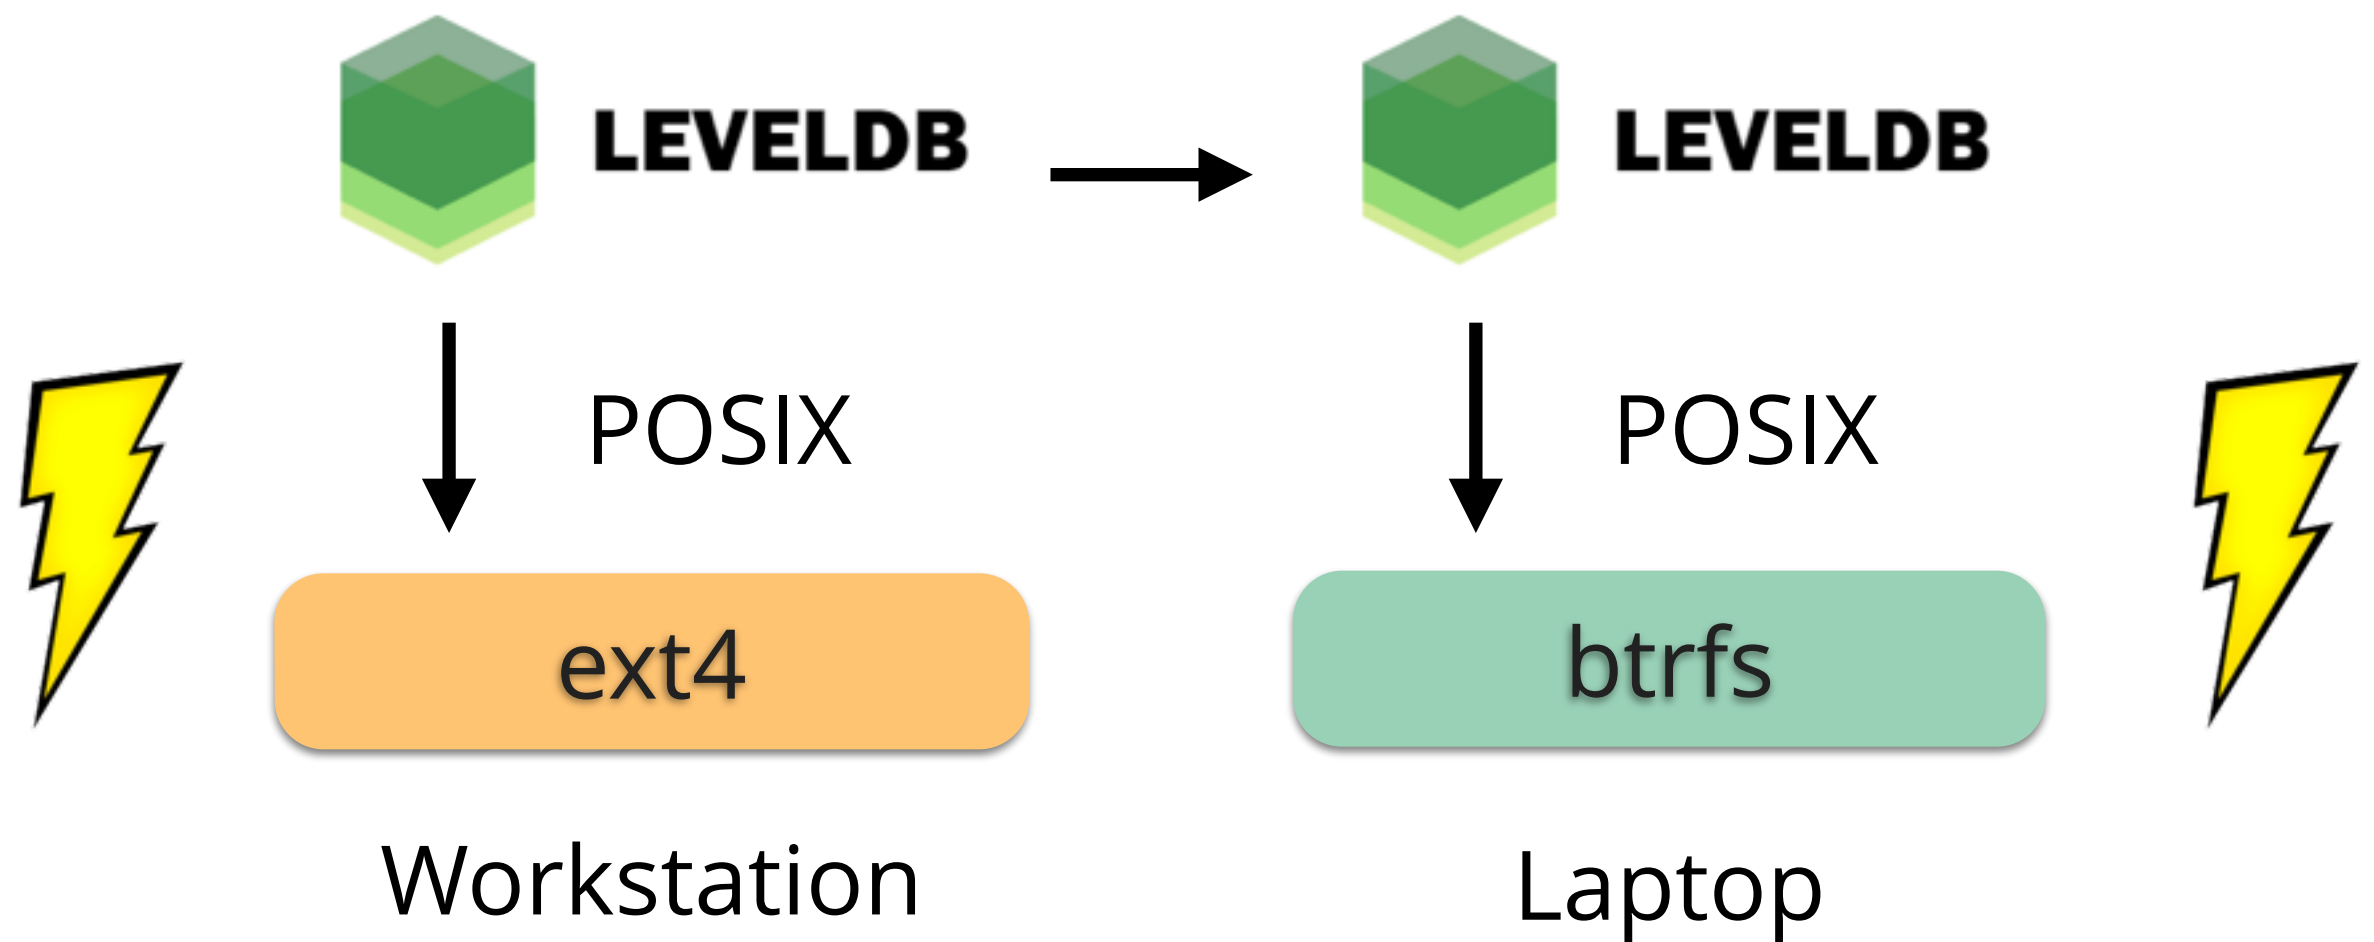 LEVELDB
LEVELDB
POSIX
POSIX
ext4
btrfs
Workstation
Laptop